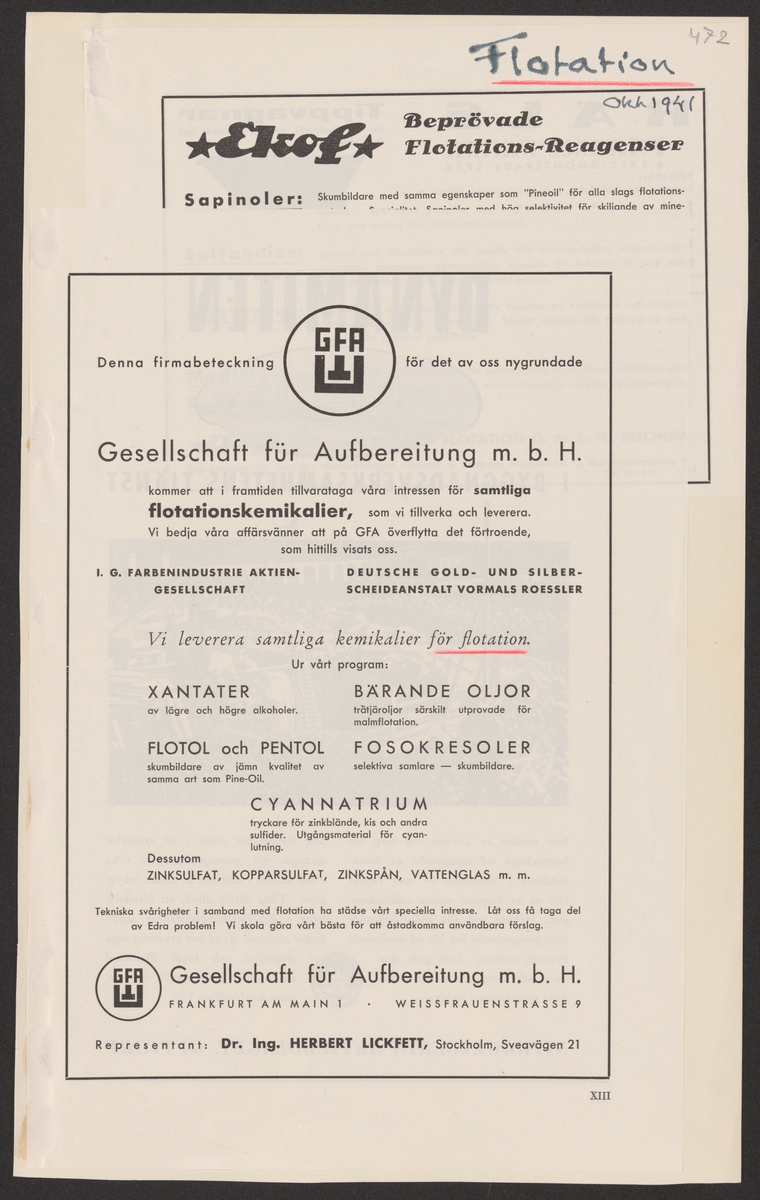 472
Flotation
Okt 1941
Ekof
Beprövade
Flotations-Reagenser
Sapinoler: Skumbildare med samma egenskaper som "Pineoil" för alla slags flotations-
Sapinoler med hög selektivitet för skiljande av mine-
GFA
Denna firmabeteckning för det av oss nygrundade
Gesellschaft für Aufbereitung m. b. H.
kommer att i framtiden tillvarataga våra intressen för samtliga
flotationskemikalier, som vi tillverka och leverera.
Vi bedja våra affärsvänner att på GFA överflytta det förtroende,
som hittills visats oss.
I. G. FARBENINDUSTRIE AKTIEN-
GESELLSCHAFT
DEUTSCHE GOLD- UND SILBER-
SCHEIDEANSTALT VORMALS ROESSLER
Vi leverera samtliga kemikalier för flotation.
Ur vårt program:
XANTATER
av lägre och högre alkoholer.
BÄRANDE OLJOR
trätjäroljor särskilt utprovade för
malmflotation.
FLOTOL och PENTOL
skumbildare av jämn kvalitet av
samma art som Pine-Oil.
FOSOKRESOLER
selektiva samlare — skumbildare.
CYANNATRIUM
tryckare för zinkblände, kis och andra
sulfider. Utgångsmaterial för cyan-
lutning.
Dessutom
ZINKSULFAT, KOPPARSULFAT, ZINKSPÅN, VATTENGLAS m. m.
Tekniska svårigheter i samband med flotation ha städse vårt speciella intresse. Låt oss få taga del
av Edra problem! Vi skola göra vårt bästa för att åstadkomma användbara förslag.
GFA
Gesellschaft für Aufbereitung m. b. H.
FRANKFURT AM MAIN 1 · WEISSFRAUENSTRASSE 9
Representant: Dr. Ing. HERBERT LICKFETT, Stockholm, Sveavägen 21
XIII